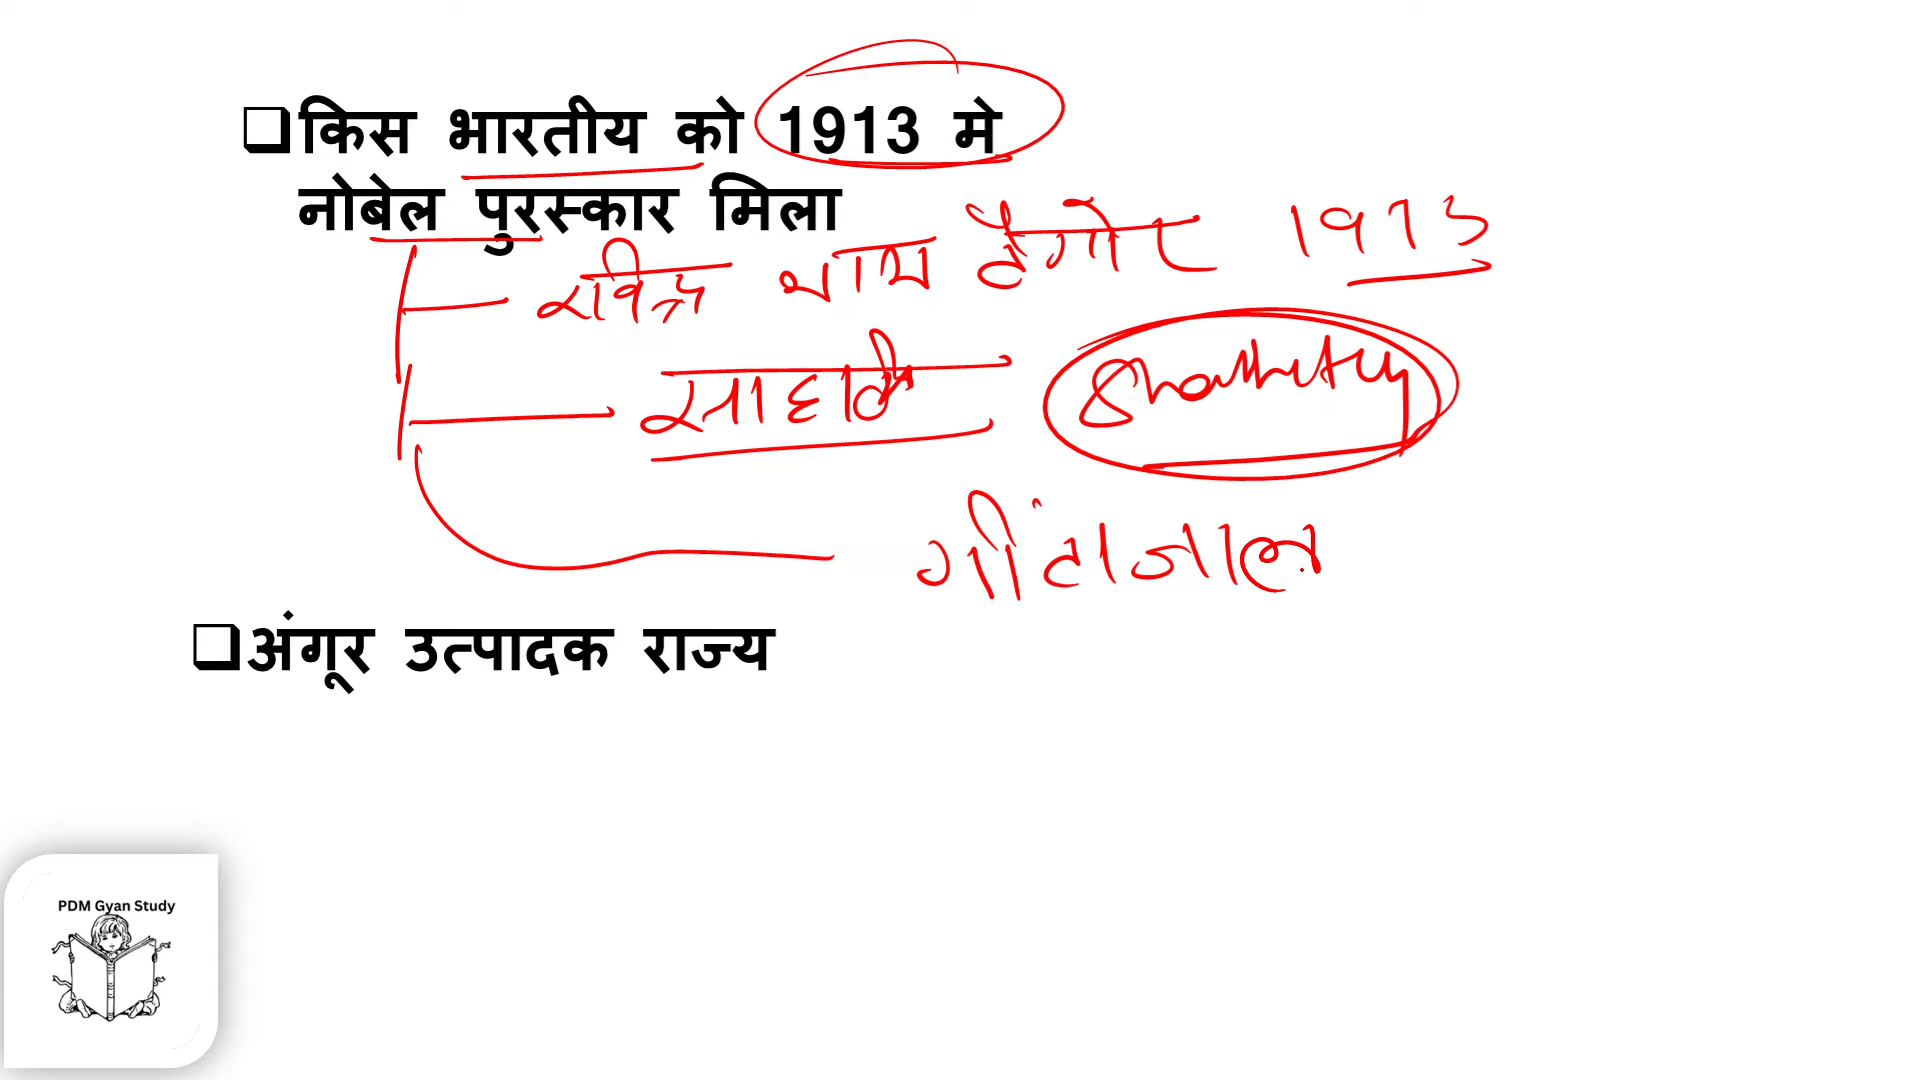 ❑किस भारतीय को 1913 मे
नोबेल पुरस्कार मिला
रविन्द्र नाथ टैगोर 1913
गीतांजलि
❑अंगूर उत्पादक राज्य
PDM Gyan Study